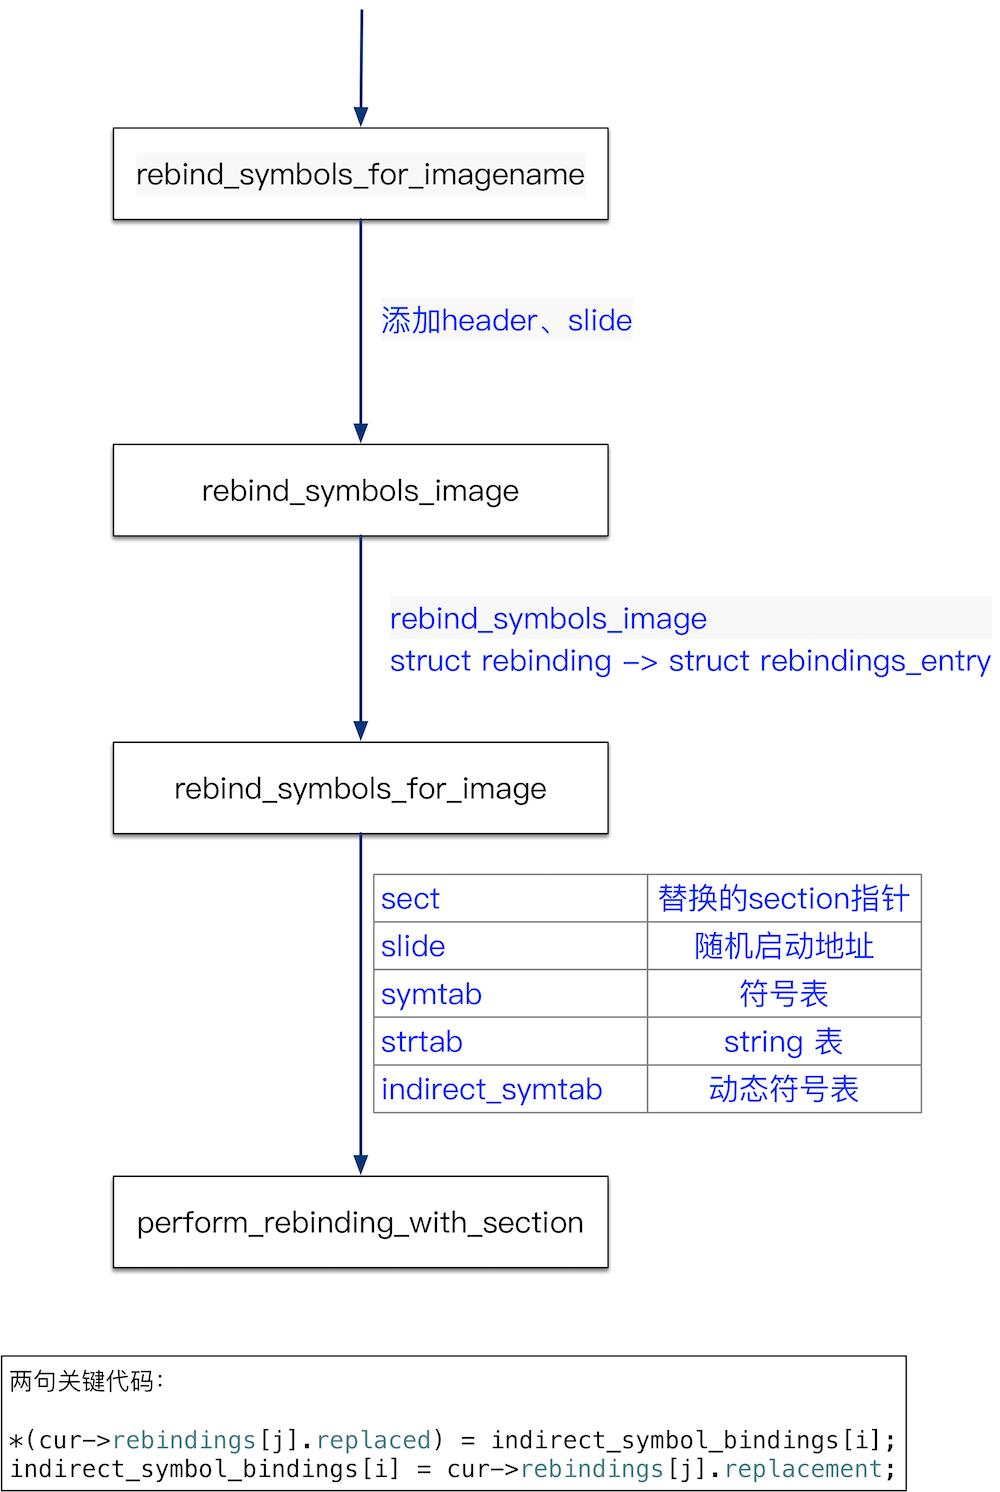 rebind_symbols_for_imagename
添加header、slide
rebind_symbols_image
rebind_symbols_image
struct rebinding -> struct rebindings_entry
rebind_symbols_for_image
sect 替换的section指针
slide 随机启动地址
symtab 符号表
strtab string 表
indirect_symtab 动态符号表
perform_rebinding_with_section
两句关键代码：
*(cur->rebindings[j].replaced) = indirect_symbol_bindings[i];
indirect_symbol_bindings[i] = cur->rebindings[j].replacement;